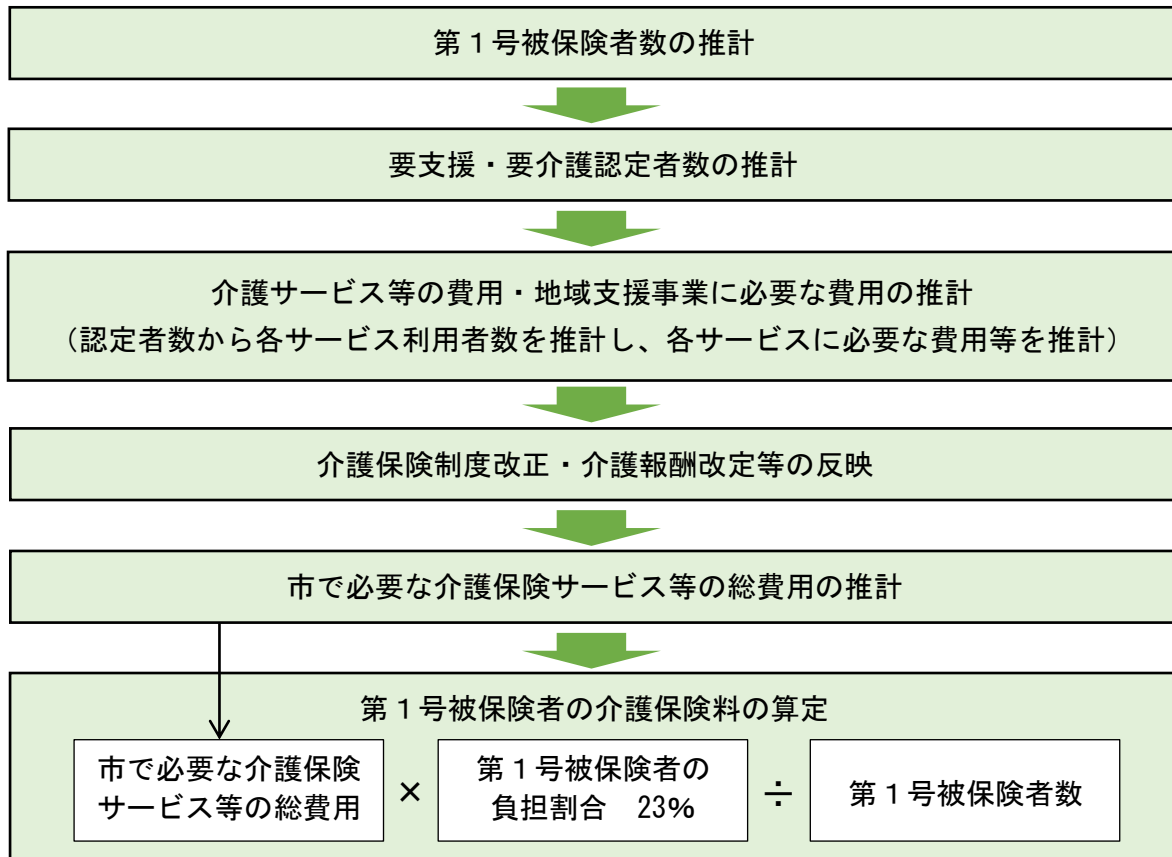 第１号被保険者数の推計
要支援・要介護認定者数の推計
介護サービス等の費用・地域支援事業に必要な費用の推計
（認定者数から各サービス利用者数を推計し、各サービスに必要な費用等を推計）
介護保険制度改正・介護報酬改定等の反映
市で必要な介護保険サービス等の総費用の推計
第１号被保険者の介護保険料の算定
市で必要な介護保険
サービス等の総費用
×
第１号被保険者の
負担割合　23%
÷
第１号被保険者数